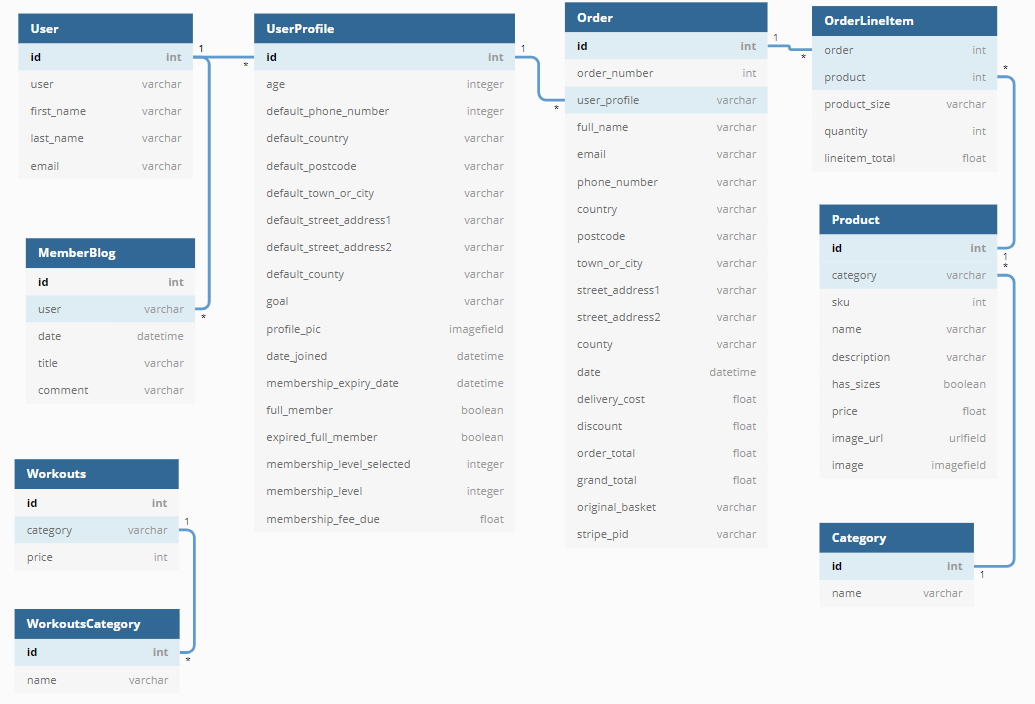 User
id int
user varchar
first_name varchar
last_name varchar
email varchar
1
*
*
MemberBlog
id int
user varchar
date datetime
title varchar
comment varchar
Workouts
id int
category varchar
price int
1
WorkoutsCategory
id int
name varchar
*
UserProfile
id int
age integer
default_phone_number integer
default_country varchar
default_postcode varchar
default_town_or_city varchar
default_street_address1 varchar
default_street_address2 varchar
default_county varchar
goal varchar
profile_pic imagefield
date_joined datetime
membership_expiry_date datetime
full_member boolean
expired_full_member boolean
membership_level_selected integer
membership_level integer
membership_fee_due float
1
*
Order
id int
order_number int
user_profile varchar
full_name varchar
email varchar
phone_number varchar
country varchar
postcode varchar
town_or_city varchar
street_address1 varchar
street_address2 varchar
county varchar
date datetime
delivery_cost float
discount float
order_total float
grand_total float
original_basket varchar
stripe_pid varchar
1
*
OrderLineItem
order int
product int
product_size varchar
quantity int
lineitem_total float
*
Product
id int
category varchar
sku int
name varchar
description varchar
has_sizes boolean
price float
image_url urlfield
image imagefield
1
*
Category
id int
name varchar
1